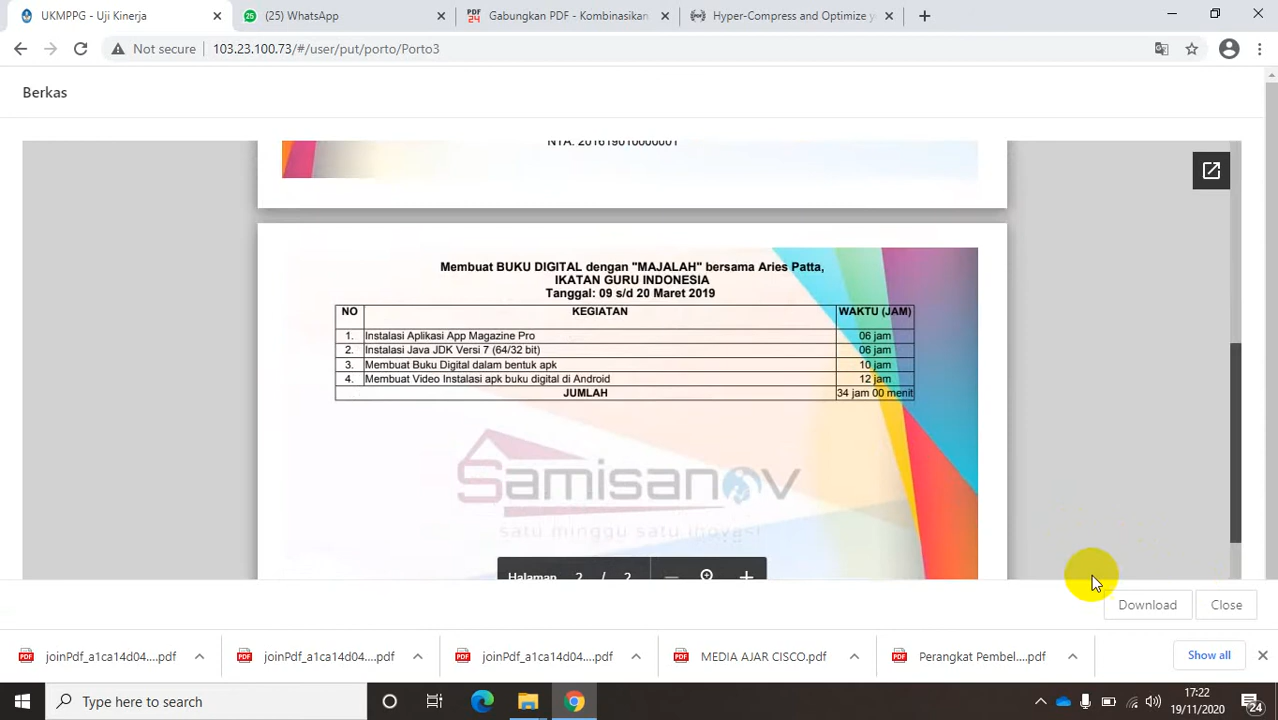 UKMPPG - Uji Kinerja
(25) WhatsApp
Gabungkan PDF - Kombinasikan
Hyper-Compress and Optimize
Not secure
103.23.100.73/#/user/put/porto/Porto3
Berkas
NTA. 201619010000001
Membuat BUKU DIGITAL dengan "MAJALAH" bersama Aries Patta,
IKATAN GURU INDONESIA
Tanggal: 09 s/d 20 Maret 2019
NO KEGIATAN WAKTU (JAM)
1. Instalasi Aplikasi App Magazine Pro 06 jam
2. Instalasi Java JDK Versi 7 (64/32 bit) 06 jam
3. Membuat Buku Digital dalam bentuk apk 10 jam
4. Membuat Video Instalasi apk buku digital di Android 12 jam
JUMLAH 34 jam 00 menit
Samisanov
satu minggu satu inovasi
Halaman 2 / 2
Download
Close
joinPdf_a1ca14d04....pdf
joinPdf_a1ca14d04....pdf
joinPdf_a1ca14d04....pdf
MEDIA AJAR CISCO.pdf
Perangkat Pembel....pdf
Show all
Type here to search
17:22
19/11/2020
24